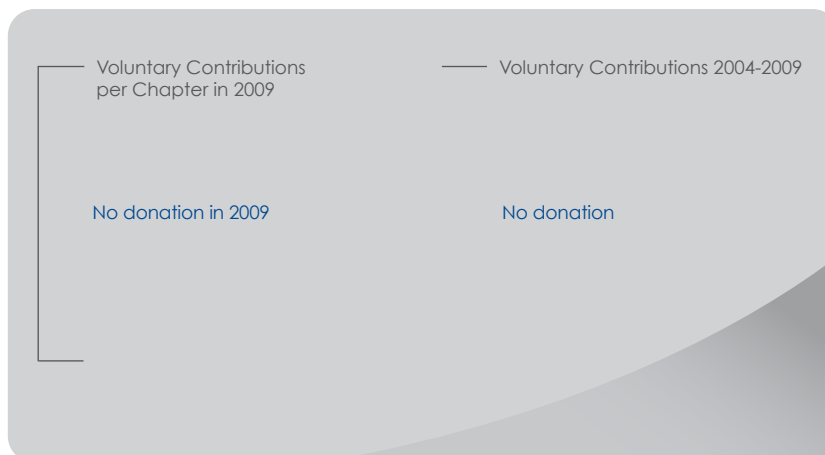 Voluntary Contributions
per Chapter in 2009
Voluntary Contributions 2004-2009
No donation in 2009
No donation